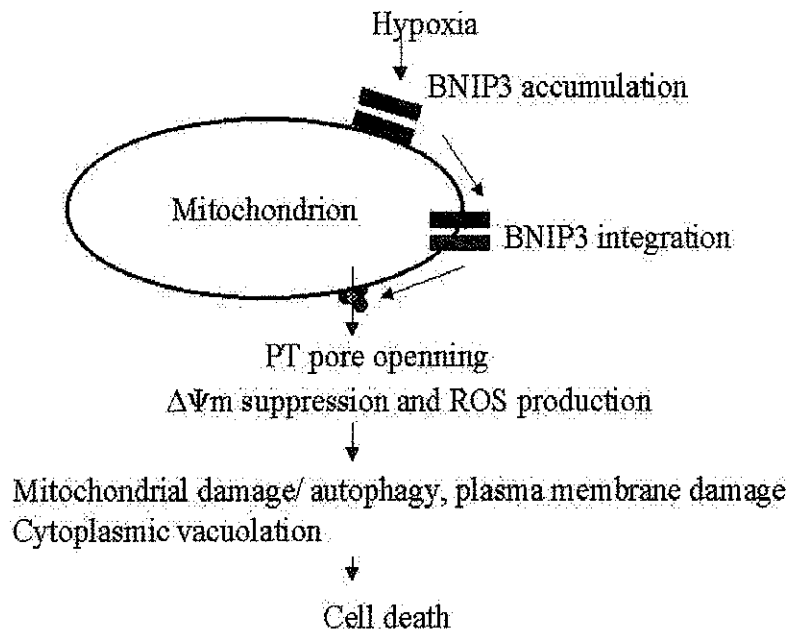 Hypoxia
BNIP3 accumulation
Mitochondrion
BNIP3 integration
PT pore openning
ΔΨm suppression and ROS production
Mitochondrial damage/ autophagy, plasma membrane damage
Cytoplasmic vacuolation
Cell death